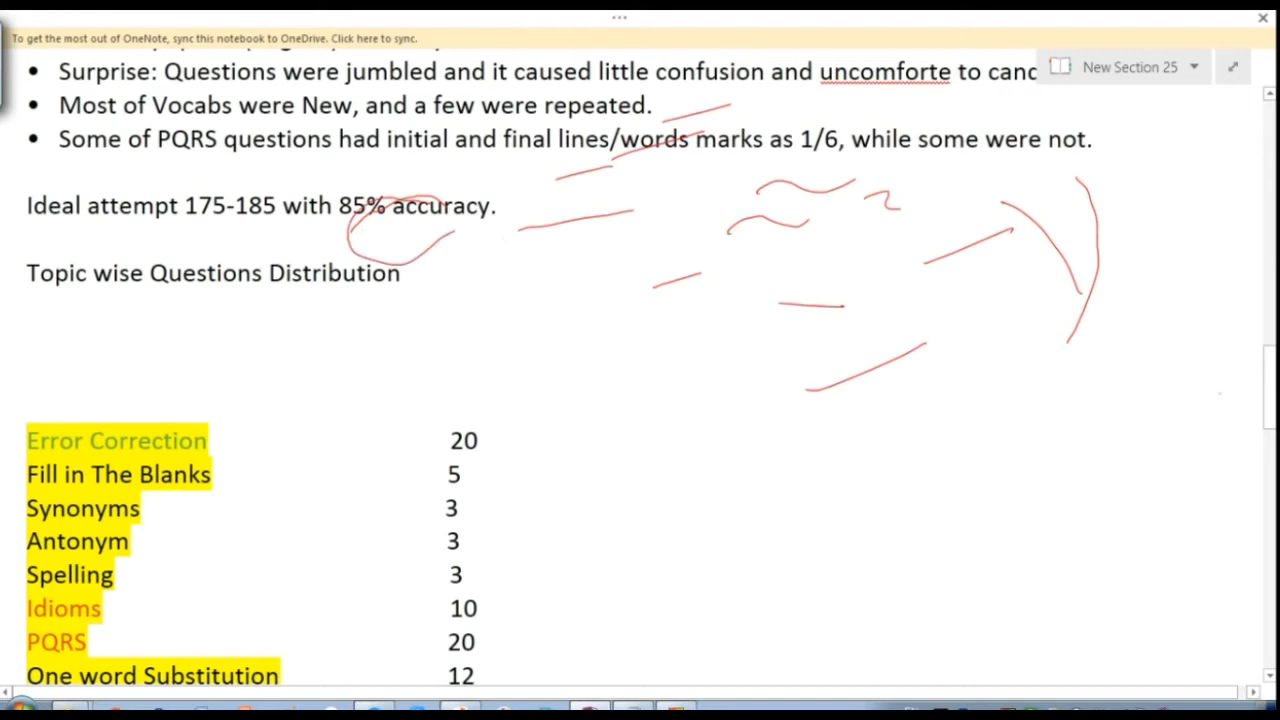 To get the most out of OneNote, sync this notebook to OneDrive. Click here to sync.
• Surprise: Questions were jumbled and it caused little confusion and uncomforte to cand
New Section 25
• Most of Vocabs were New, and a few were repeated.
• Some of PQRS questions had initial and final lines/words marks as 1/6, while some were not.
Ideal attempt 175-185 with 85% accuracy.
Topic wise Questions Distribution
Error Correction 20
Fill in The Blanks 5
Synonyms 3
Antonym 3
Spelling 3
Idioms 10
PQRS 20
One word Substitution 12